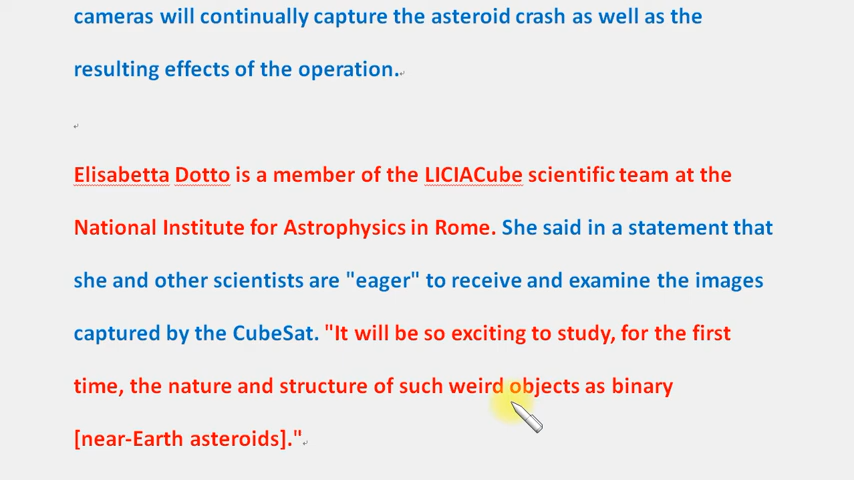 cameras will continually capture the asteroid crash as well as the
resulting effects of the operation.
Elisabetta Dotto is a member of the LICIACube scientific team at the
National Institute for Astrophysics in Rome. She said in a statement that
she and other scientists are "eager" to receive and examine the images
captured by the CubeSat. "It will be so exciting to study, for the first
time, the nature and structure of such weird objects as binary
[near-Earth asteroids]."